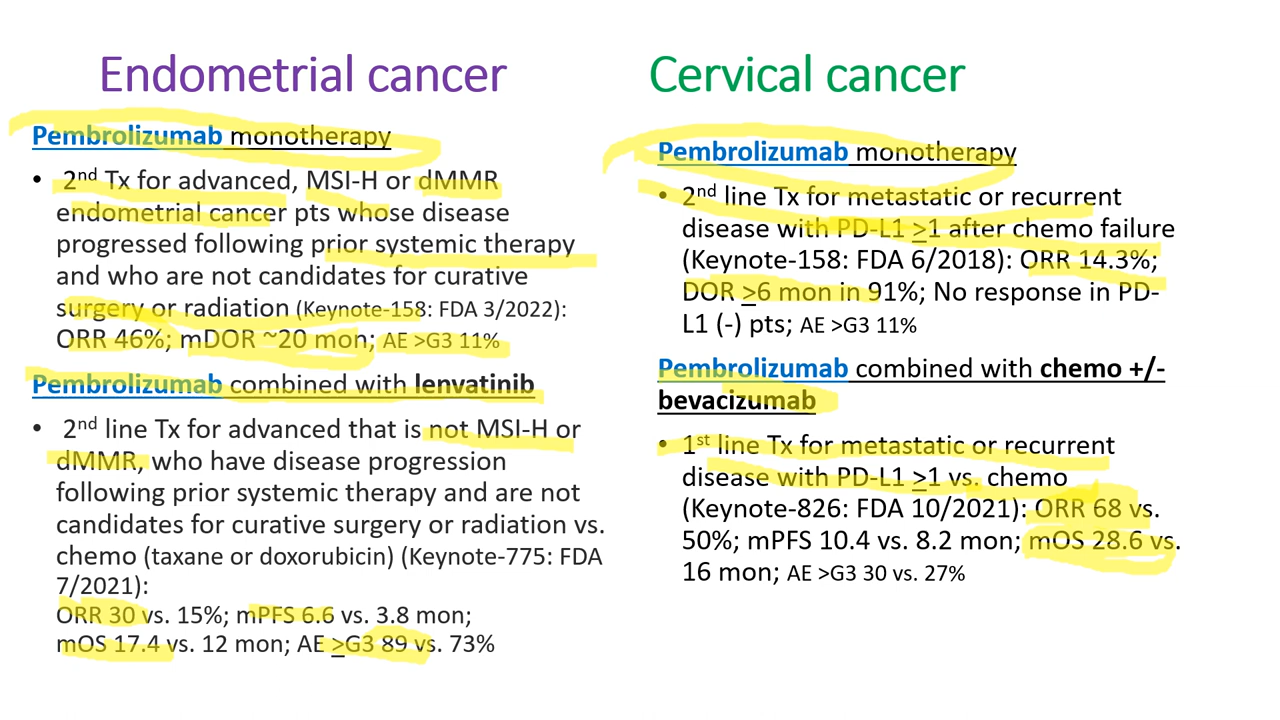 Endometrial cancer
Pembrolizumab monotherapy
• 2nd Tx for advanced, MSI-H or dMMR
endometrial cancer pts whose disease
progressed following prior systemic therapy
and who are not candidates for curative
surgery or radiation (Keynote-158: FDA 3/2022):
ORR 46%; mDOR ~20 mon; AE >G3 11%
Pembrolizumab combined with lenvatinib
• 2nd line Tx for advanced that is not MSI-H or
dMMR, who have disease progression
following prior systemic therapy and are not
candidates for curative surgery or radiation vs.
chemo (taxane or doxorubicin) (Keynote-775: FDA
7/2021):
ORR 30 vs. 15%; mPFS 6.6 vs. 3.8 mon;
mOS 17.4 vs. 12 mon; AE >G3 89 vs. 73%
Cervical cancer
Pembrolizumab monotherapy
• 2nd line Tx for metastatic or recurrent
disease with PD-L1 >1 after chemo failure
(Keynote-158: FDA 6/2018): ORR 14.3%;
DOR >6 mon in 91%; No response in PD-
L1 (-) pts; AE >G3 11%
Pembrolizumab combined with chemo +/-
bevacizumab
• 1st line Tx for metastatic or recurrent
disease with PD-L1 >1 vs. chemo
(Keynote-826: FDA 10/2021): ORR 68 vs.
50%; mPFS 10.4 vs. 8.2 mon; mOS 28.6 vs.
16 mon; AE >G3 30 vs. 27%